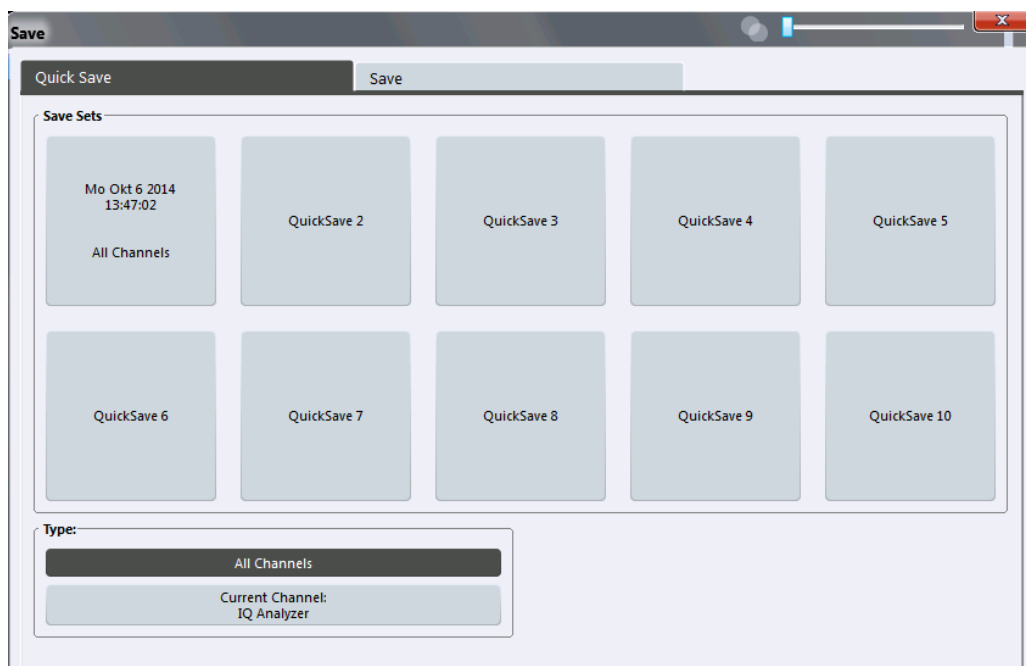 Save
Quick Save
Save
Save Sets
Mo Okt 6 2014
13:47:02
All Channels
QuickSave 2
QuickSave 3
QuickSave 4
QuickSave 5
QuickSave 6
QuickSave 7
QuickSave 8
QuickSave 9
QuickSave 10
Type:
All Channels
Current Channel:
IQ Analyzer